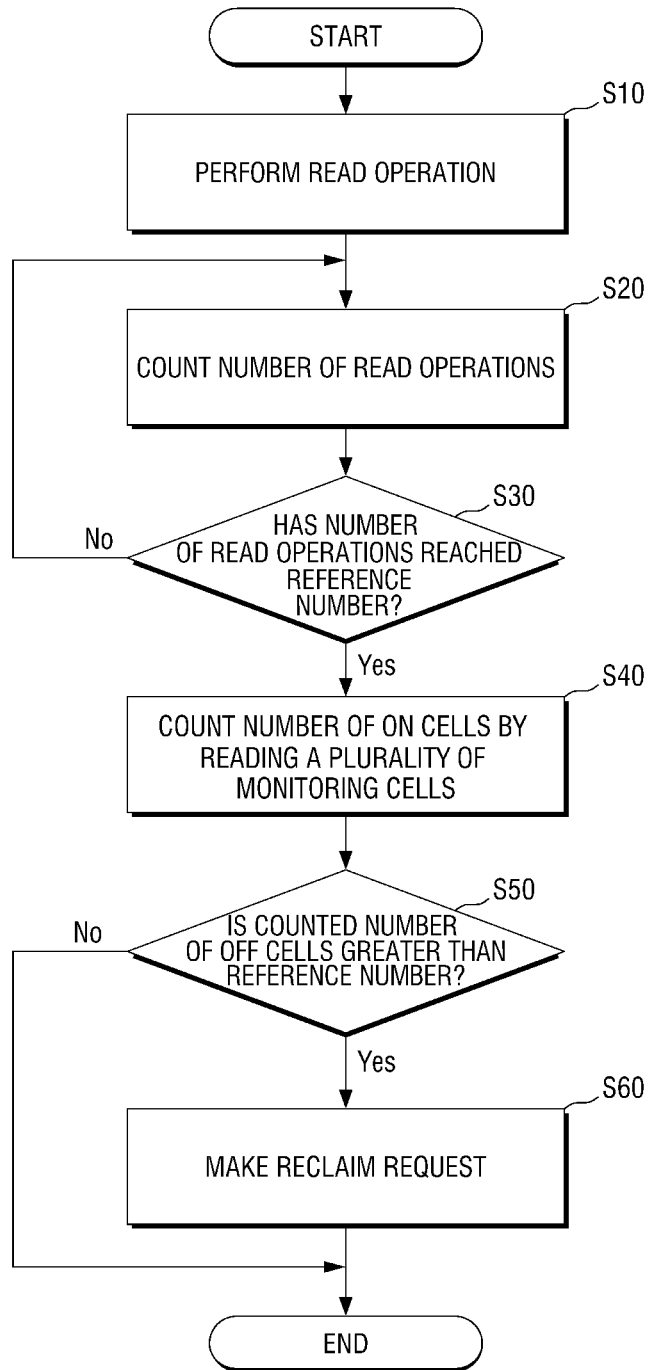 START
S10
PERFORM READ OPERATION
S20
COUNT NUMBER OF READ OPERATIONS
S30
HAS NUMBER
OF READ OPERATIONS REACHED
REFERENCE
NUMBER?
No
Yes
S40
COUNT NUMBER OF ON CELLS BY
READING A PLURALITY OF
MONITORING CELLS
S50
IS COUNTED NUMBER
OF OFF CELLS GREATER THAN
REFERENCE NUMBER?
No
Yes
S60
MAKE RECLAIM REQUEST
END